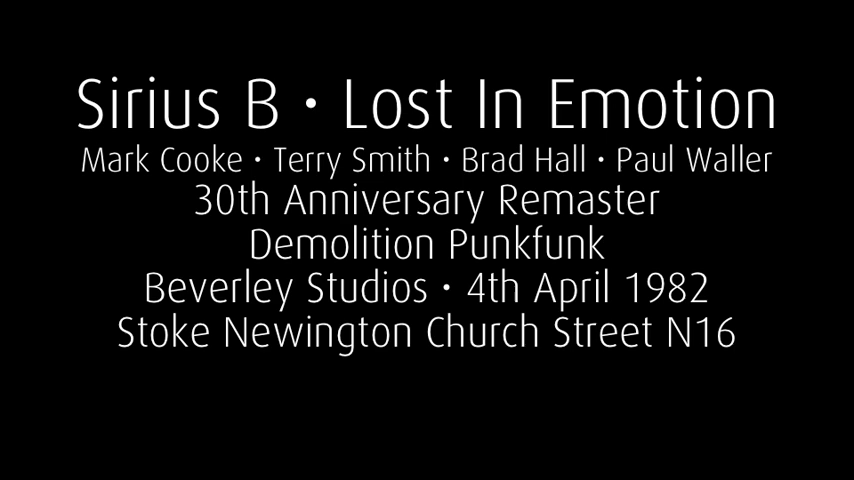 Sirius B • Lost In Emotion
Mark Cooke • Terry Smith • Brad Hall • Paul Waller
30th Anniversary Remaster
Demolition Punkfunk
Beverley Studios • 4th April 1982
Stoke Newington Church Street N16